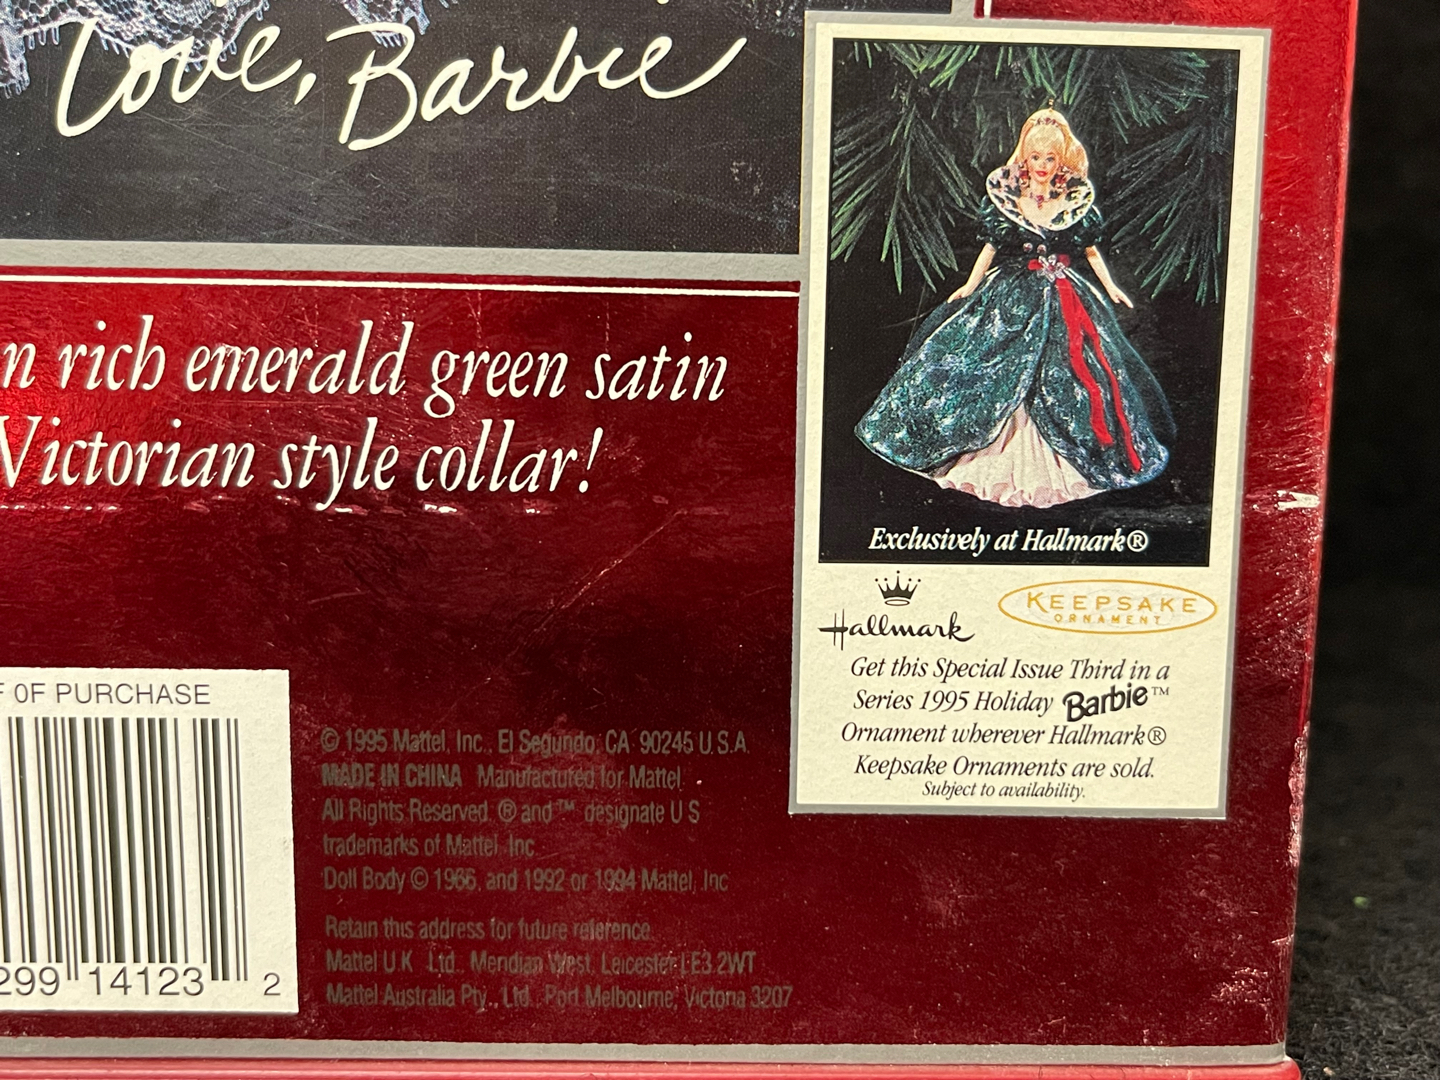 Love, Barbie
n rich emerald green satin
Victorian style collar!
F OF PURCHASE
299 14123 2
© 1995 Mattel, Inc., El Segundo, CA 90245 U.S.A.
MADE IN CHINA Manufactured for Mattel.
All Rights Reserved. ® and ™ designate U S
trademarks of Mattel, Inc.
Doll Body © 1966, and 1992 or 1994 Mattel, Inc
Retain this address for future reference.
Mattel U.K. Ltd., Meridian West, Leicester LE3 2WT
Mattel Australia Pty., Ltd., Port Melbourne, Victoria 3207
Exclusively at Hallmark®
Hallmark
KEEPSAKE
ORNAMENT
Get this Special Issue Third in a
Series 1995 Holiday Barbie™
Ornament wherever Hallmark®
Keepsake Ornaments are sold.
Subject to availability.